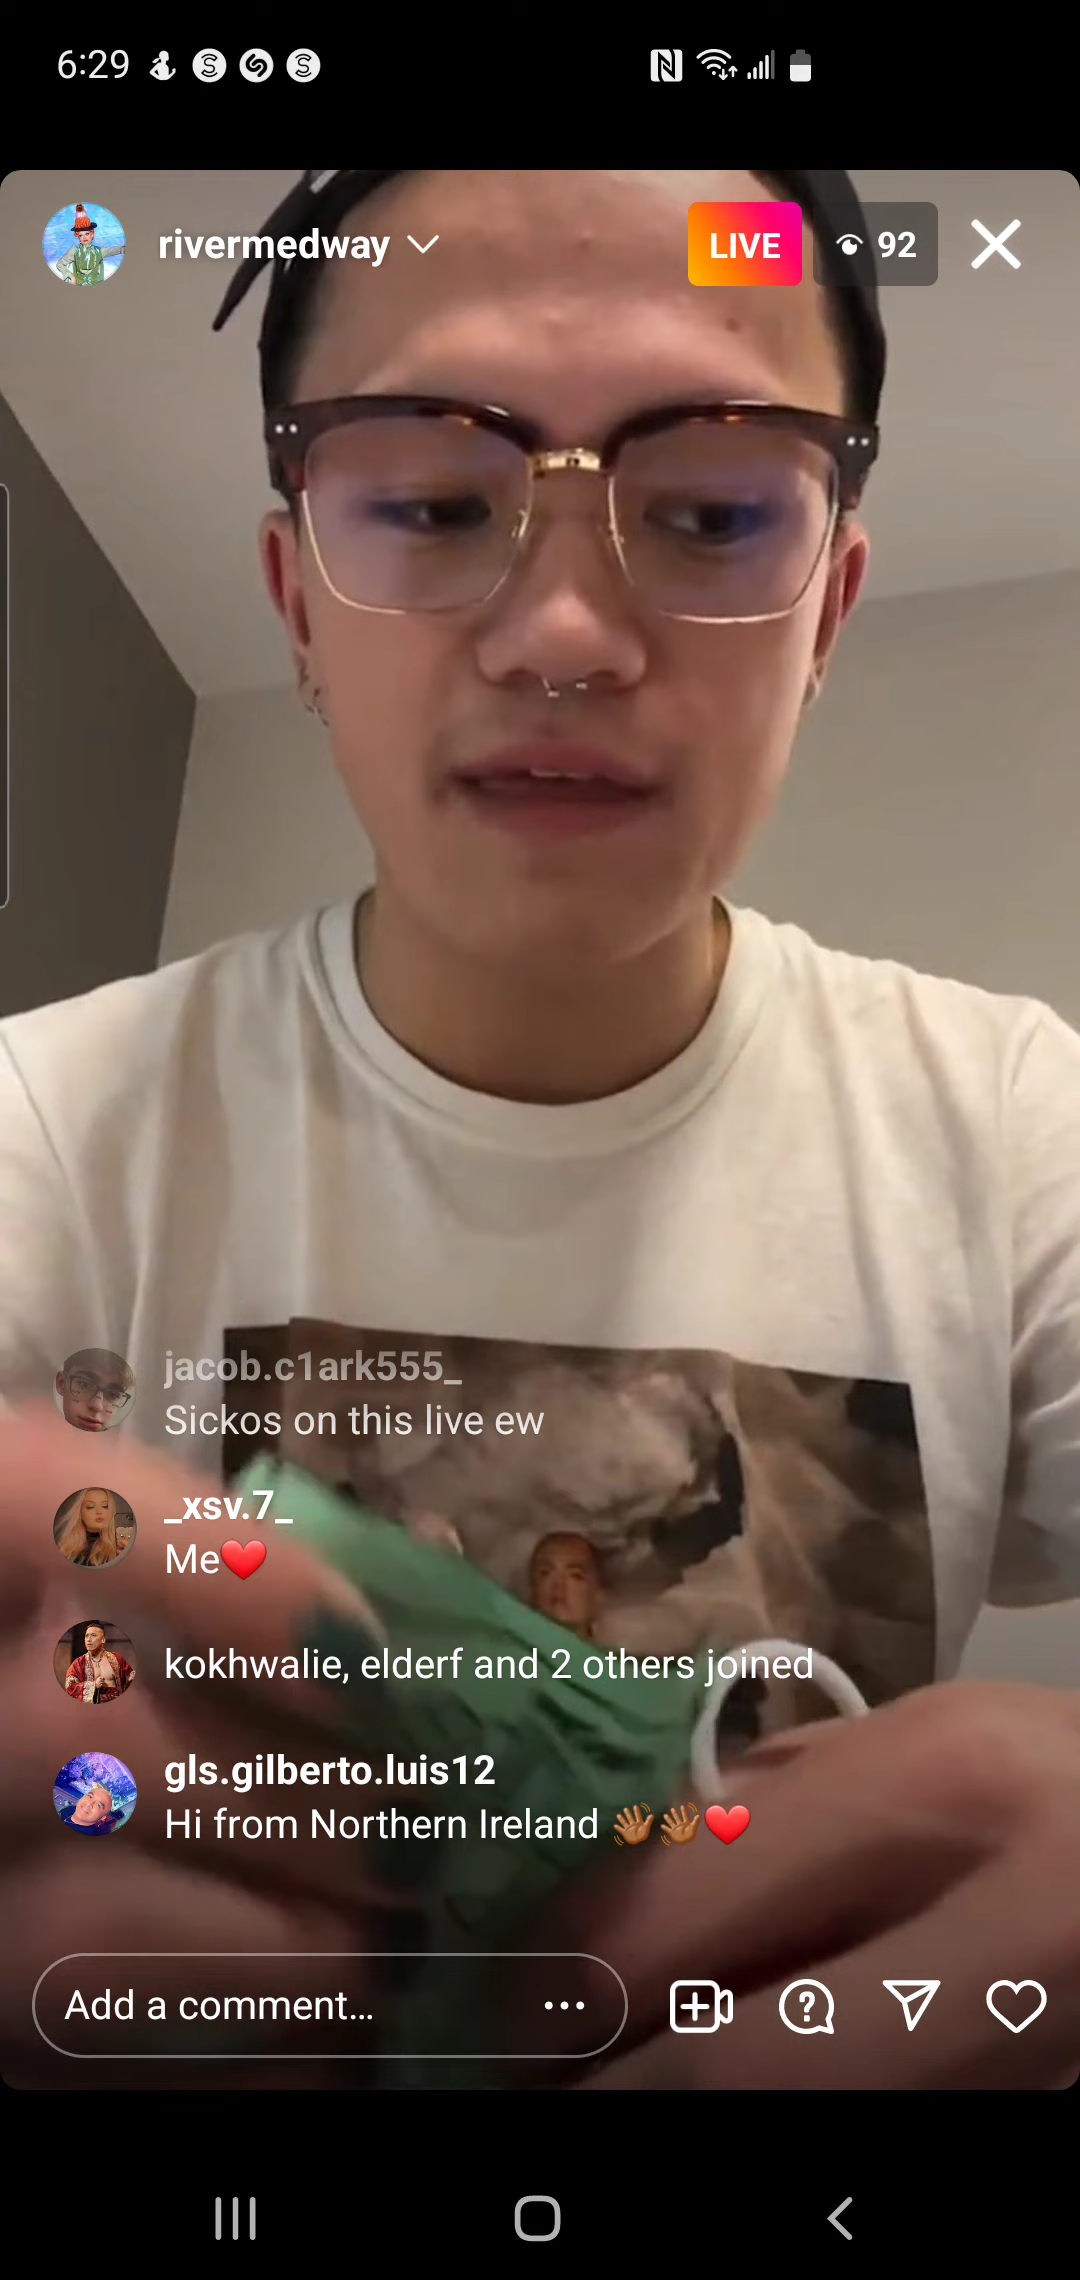 6:29
rivermedway
LIVE
92
jacob.c1ark555_
Sickos on this live ew
_xsv.7_
Me❤️
kokhwalie, elderf and 2 others joined
gls.gilberto.luis12
Hi from Northern Ireland 👋🏽👋🏽❤️
Add a comment...